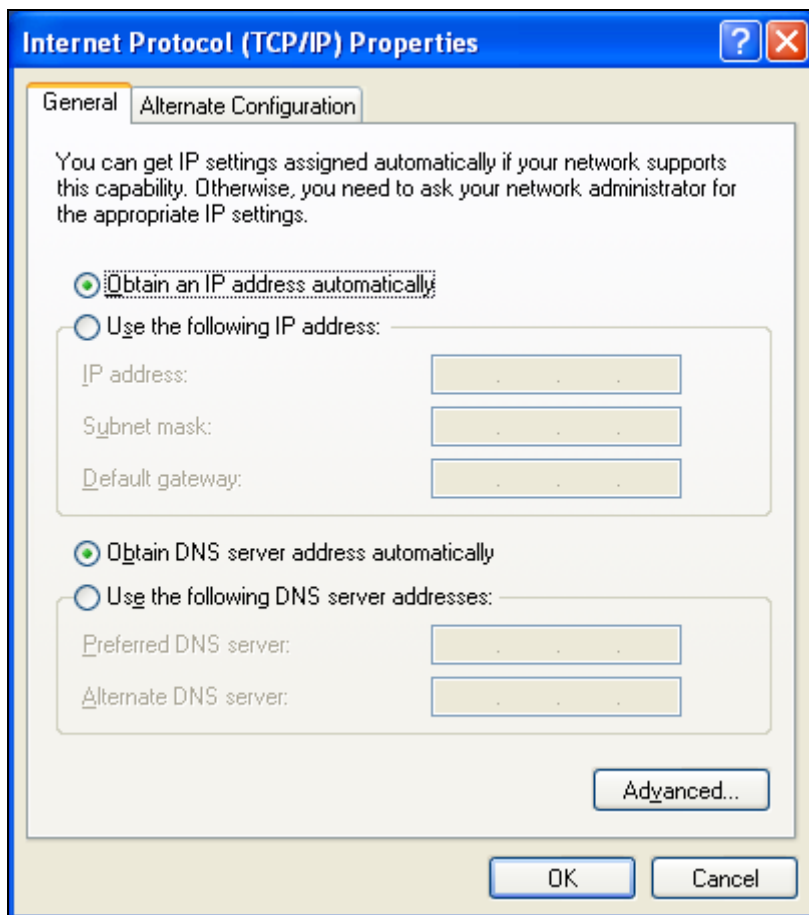 Internet Protocol (TCP/IP) Properties
General
Alternate Configuration
You can get IP settings assigned automatically if your network supports
this capability. Otherwise, you need to ask your network administrator for
the appropriate IP settings.
Obtain an IP address automatically
Use the following IP address:
IP address:
Subnet mask:
Default gateway:
Obtain DNS server address automatically
Use the following DNS server addresses:
Preferred DNS server:
Alternate DNS server:
Advanced...
OK
Cancel